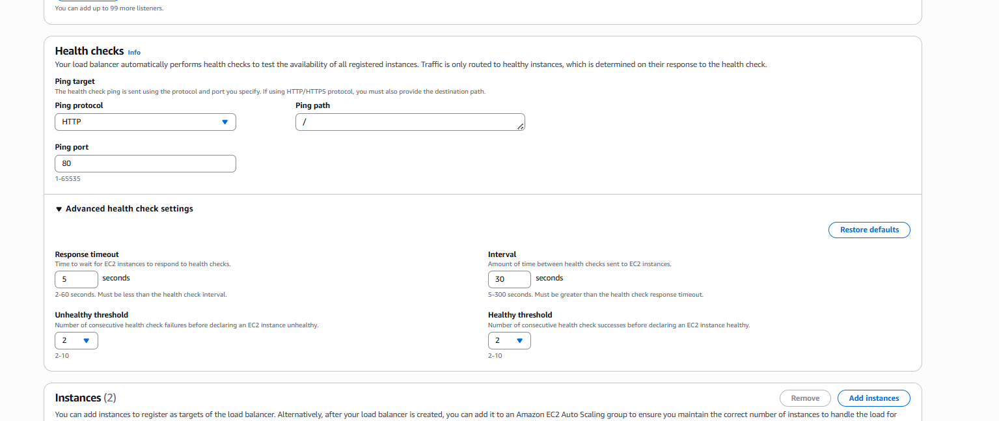 You can add up to 99 more listeners.
Health checks Info
Your load balancer automatically performs health checks to test the availability of all registered instances. Traffic is only routed to healthy instances, which is determined on their response to the health check.
Ping target
The health check ping is sent using the protocol and port you specify. If using HTTP/HTTPS protocol, you must also provide the destination path.
Ping protocol
HTTP
Ping path
/
Ping port
80
1-65535
Advanced health check settings
Restore defaults
Response timeout
Time to wait for EC2 instances to respond to health checks.
5 seconds
2-60 seconds. Must be less than the health check interval.
Interval
Amount of time between health checks sent to EC2 instances.
30 seconds
5-300 seconds. Must be greater than the health check response timeout.
Unhealthy threshold
Number of consecutive health check failures before declaring an EC2 instance unhealthy.
2
2-10
Healthy threshold
Number of consecutive health check successes before declaring an EC2 instance healthy.
2
2-10
Instances (2)
Remove
Add instances
You can add instances to register as targets of the load balancer. Alternatively, after your load balancer is created, you can add it to an Amazon EC2 Auto Scaling group to ensure you maintain the correct number of instances to handle the load for